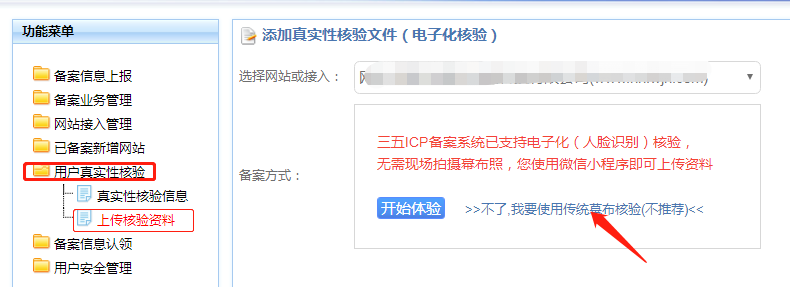 功能菜单
备案信息上报
备案业务管理
网站接入管理
已备案新增网站
用户真实性核验
真实性核验信息
上传核验资料
备案信息认领
用户安全管理
添加真实性核验文件（电子化核验）
选择网站或接入：
备案方式：
三五ICP备案系统已支持电子化（人脸识别）核验，
无需现场拍摄幕布照，您使用微信小程序即可上传资料
开始体验 >>不了,我要使用传统幕布核验(不推荐)<<